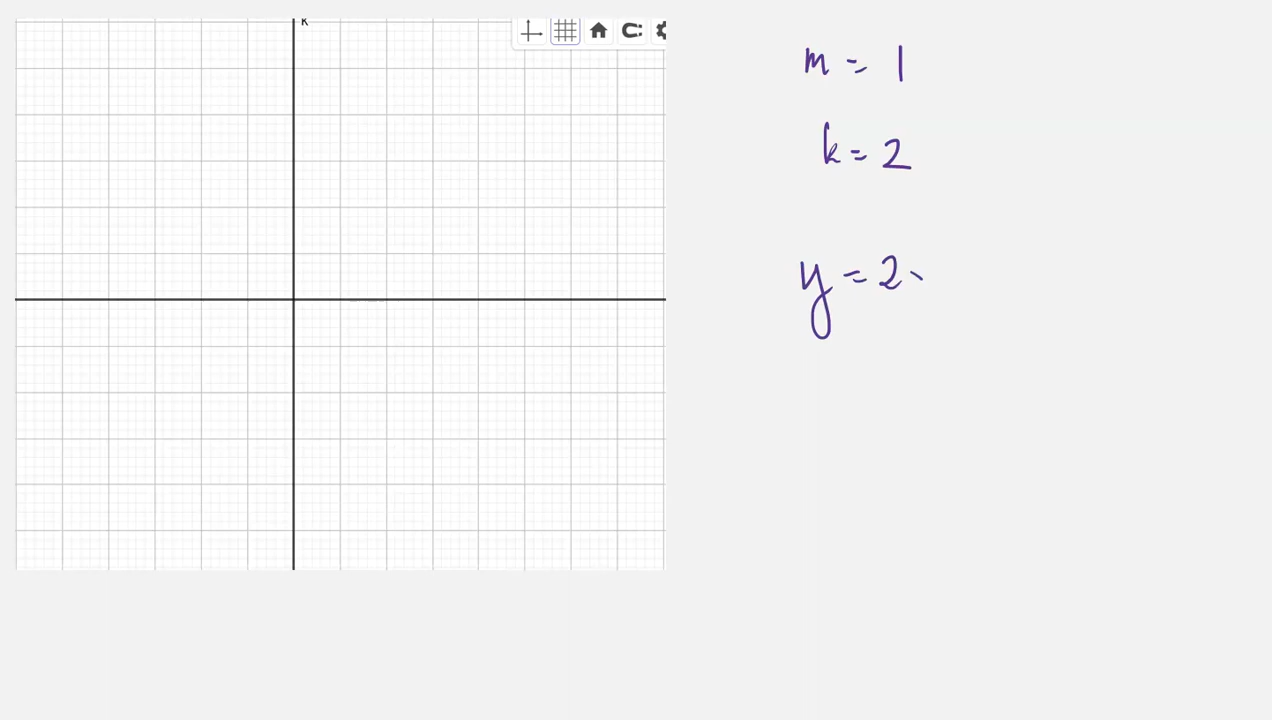 K
m = 1
k = 2
y = 2